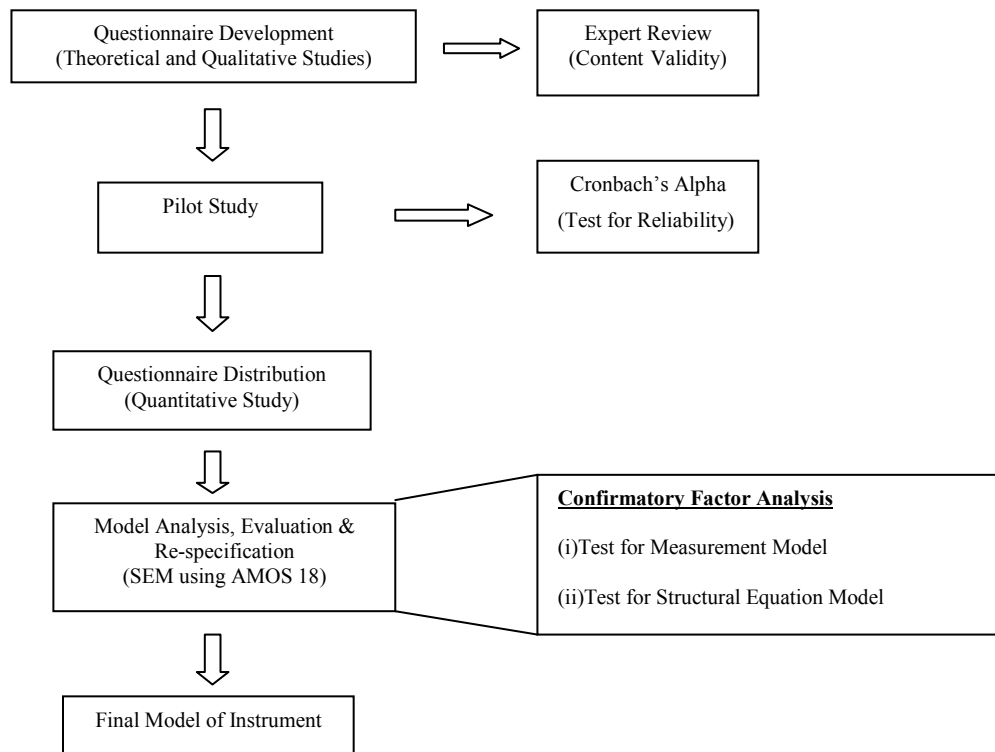 Questionnaire Development
(Theoretical and Qualitative Studies)
Expert Review
(Content Validity)
Pilot Study
Cronbach’s Alpha
(Test for Reliability)
Questionnaire Distribution
(Quantitative Study)
Model Analysis, Evaluation &
Re-specification
(SEM using AMOS 18)
Confirmatory Factor Analysis
(i)Test for Measurement Model
(ii)Test for Structural Equation Model
Final Model of Instrument